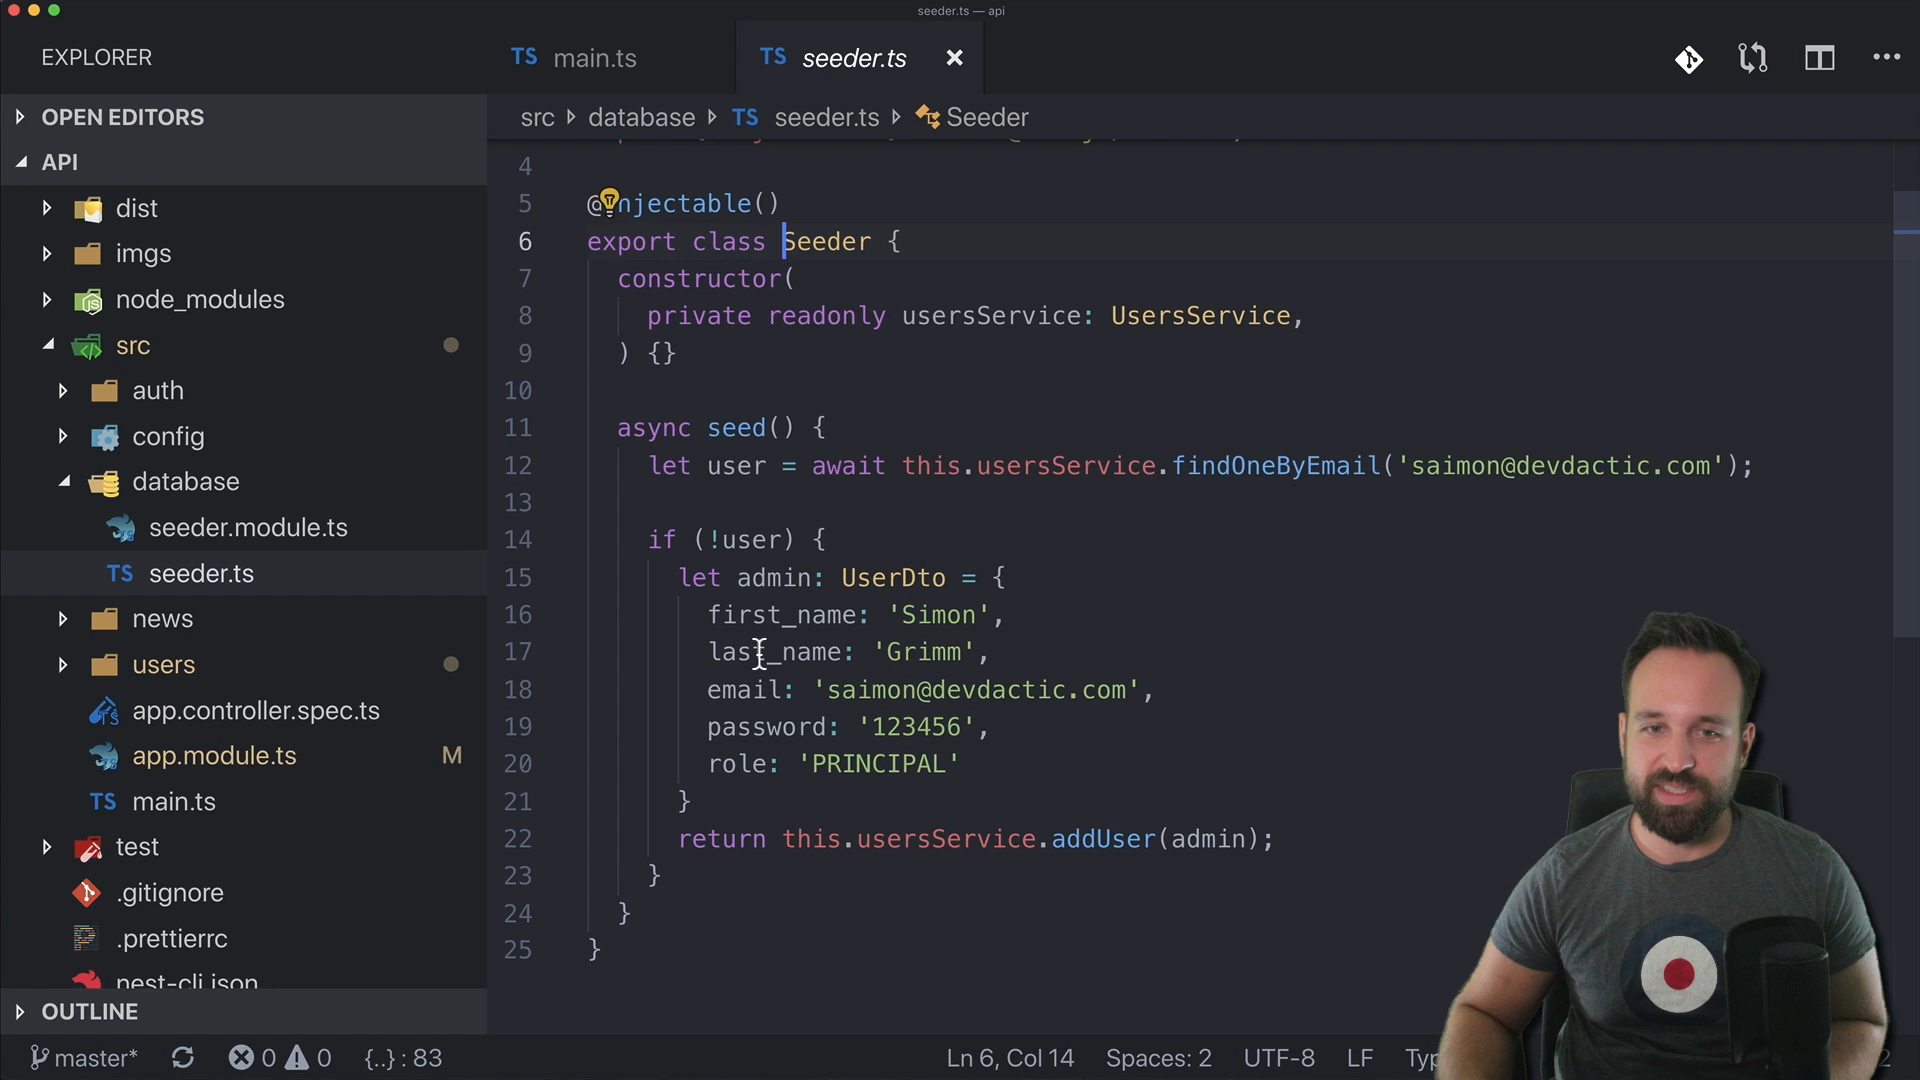 seeder.ts — api
EXPLORER
OPEN EDITORS
API
dist
imgs
node_modules
src
auth
config
database
seeder.module.ts
TS seeder.ts
news
users
app.controller.spec.ts
app.module.ts M
TS main.ts
test
.gitignore
.prettierrc
nest-cli.json
OUTLINE
TS main.ts
TS seeder.ts
src database TS seeder.ts Seeder
4
5 @njectable()
6 export class Seeder {
7 constructor(
8 private readonly usersService: UsersService,
9 ) {}
10
11 async seed() {
12 let user = await this.usersService.findOneByEmail('saimon@devdactic.com');
13
14 if (!user) {
15 let admin: UserDto = {
16 first_name: 'Simon',
17 last_name: 'Grimm',
18 email: 'saimon@devdactic.com',
19 password: '123456',
20 role: 'PRINCIPAL'
21 }
22 return this.usersService.addUser(admin);
23 }
24 }
25 }
master* 0 0 {..} : 83 Ln 6, Col 14 Spaces: 2 UTF-8 LF